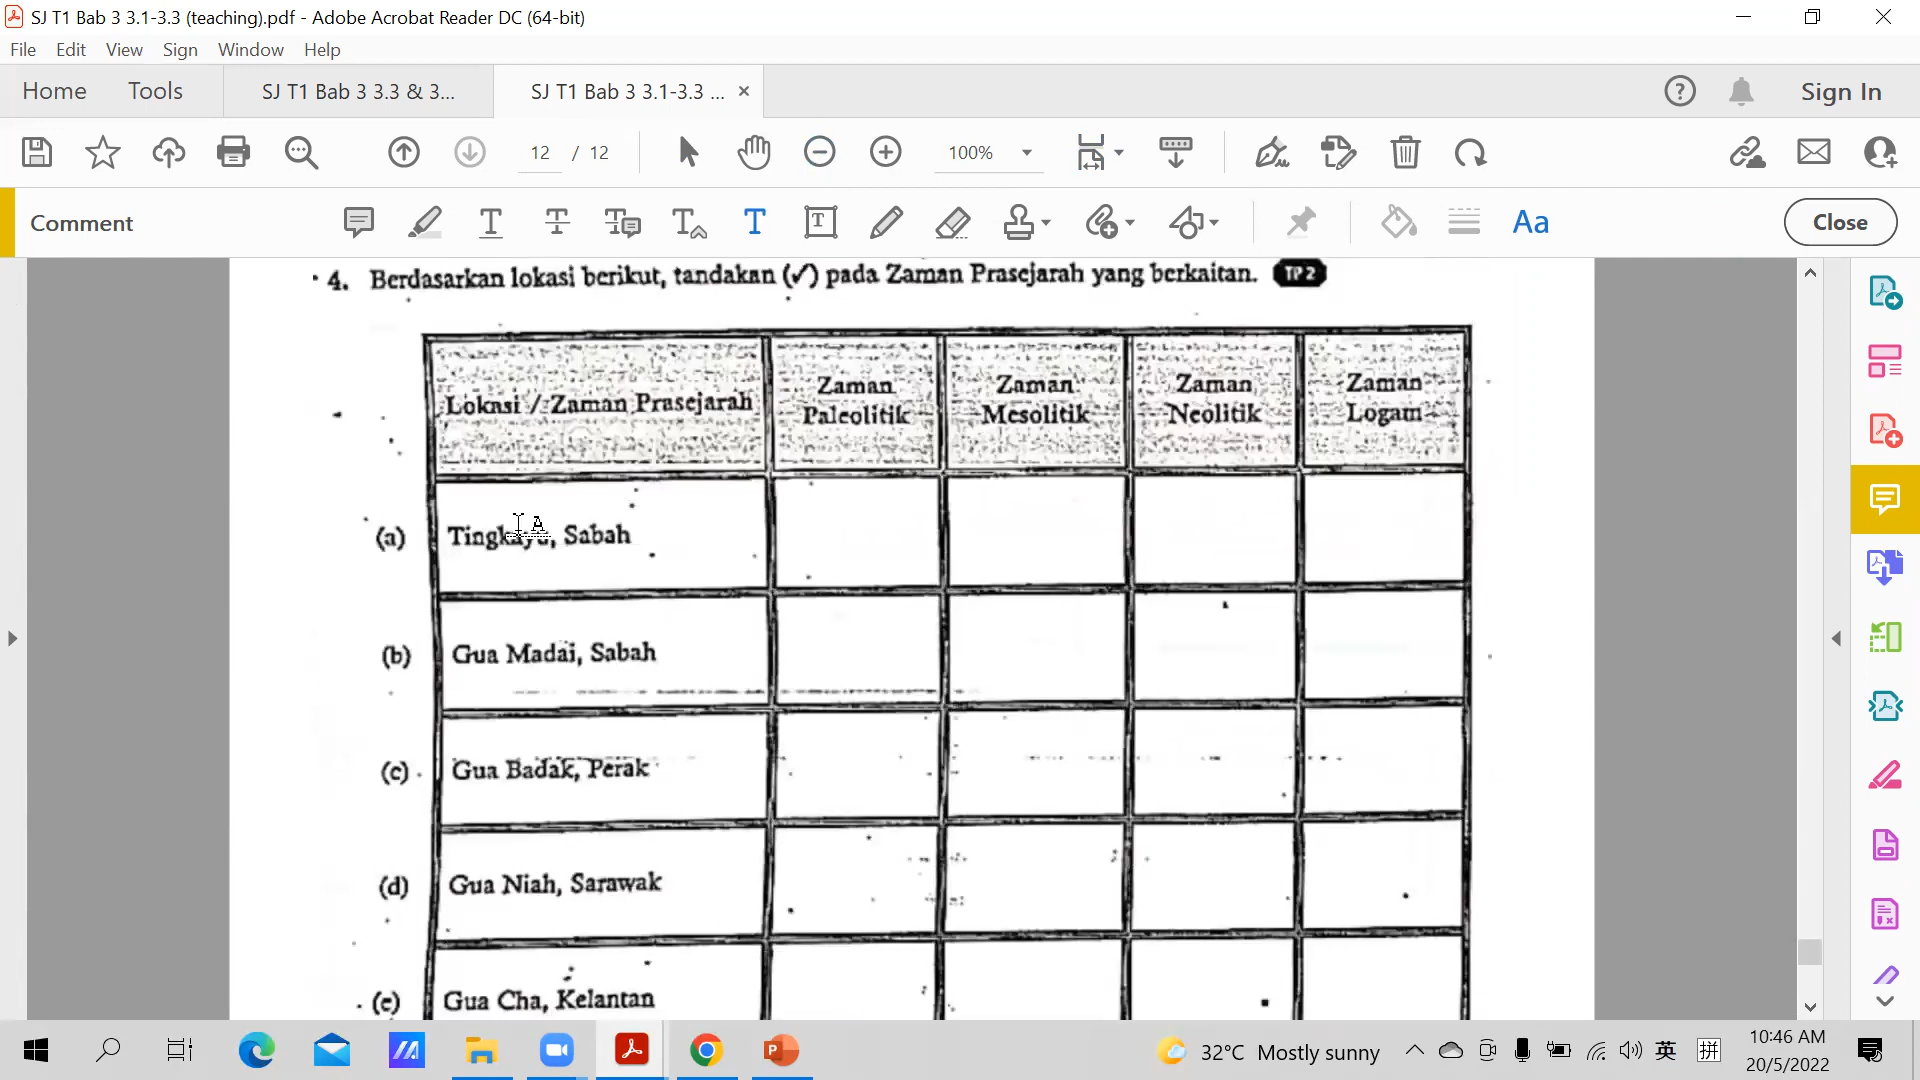 SJ T1 Bab 3 3.1-3.3 (teaching).pdf - Adobe Acrobat Reader DC (64-bit)
File Edit View Sign Window Help
Home Tools SJ T1 Bab 3 3.3 & 3... SJ T1 Bab 3 3.1-3.3 ... Sign In
12 / 12 100%
Comment Aa Close
4. Berdasarkan lokasi berikut, tandakan (✓) pada Zaman Prasejarah yang berkaitan. TP2
Lokasi / Zaman Prasejarah
Zaman Paleolitik
Zaman Mesolitik
Zaman Neolitik
Zaman Logam
(a) Tingkayu, Sabah
(b) Gua Madai, Sabah
(c) Gua Badak, Perak
(d) Gua Niah, Sarawak
(e) Gua Cha, Kelantan
32°C Mostly sunny 英 拼 10:46 AM
20/5/2022